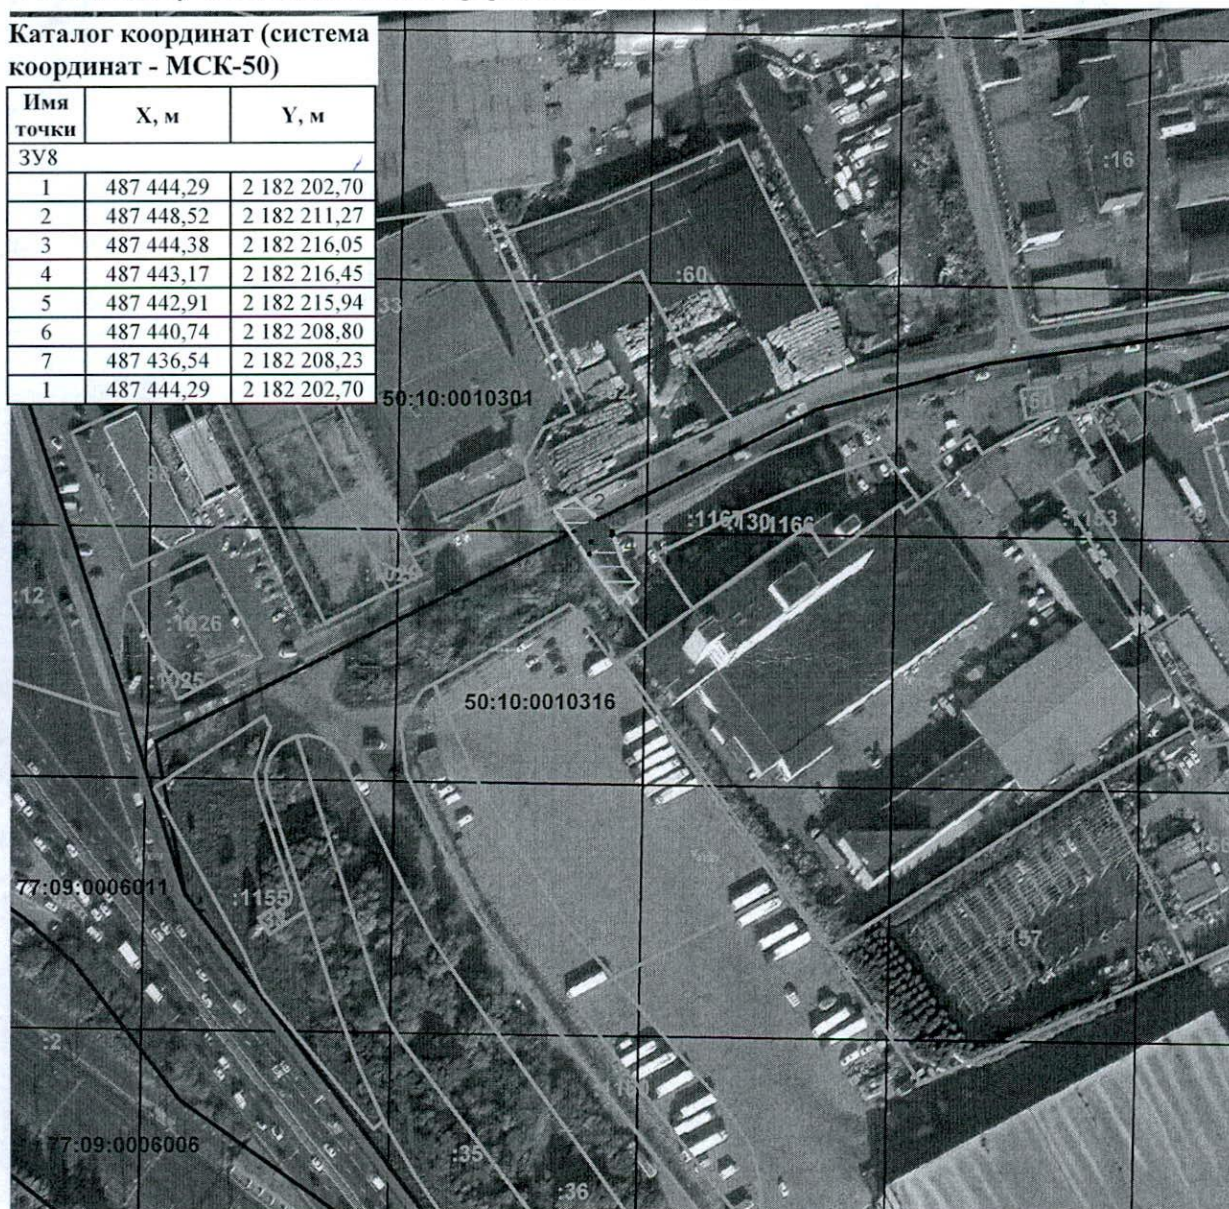 Каталог координат (система
координат - МСК-50)
Имя точки X, м Y, м
ЗУ8
1 487 444,29 2 182 202,70
2 487 448,52 2 182 211,27
3 487 444,38 2 182 216,05
4 487 443,17 2 182 216,45
5 487 442,91 2 182 215,94
6 487 440,74 2 182 208,80
7 487 436,54 2 182 208,23
1 487 444,29 2 182 202,70
:16
:60
33
50:10:0010301
:1166
:1153
:12
:1026
:1025
50:10:0010316
77:09:0006011
:1155
:1157
:2
77:09:0006006
:35
:36